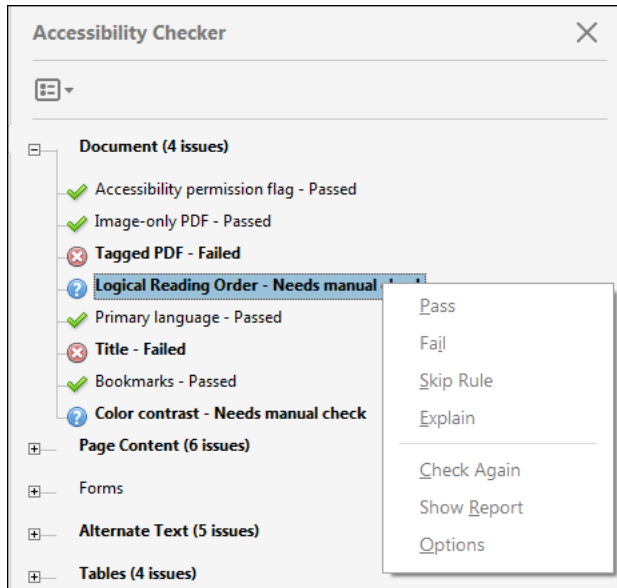 Accessibility Checker
Document (4 issues)
Accessibility permission flag - Passed
Image-only PDF - Passed
Tagged PDF - Failed
Logical Reading Order - Needs manual
Primary language - Passed
Title - Failed
Bookmarks - Passed
Color contrast - Needs manual check
Page Content (6 issues)
Forms
Alternate Text (5 issues)
Tables (4 issues)
Pass
Fail
Skip Rule
Explain
Check Again
Show Report
Options